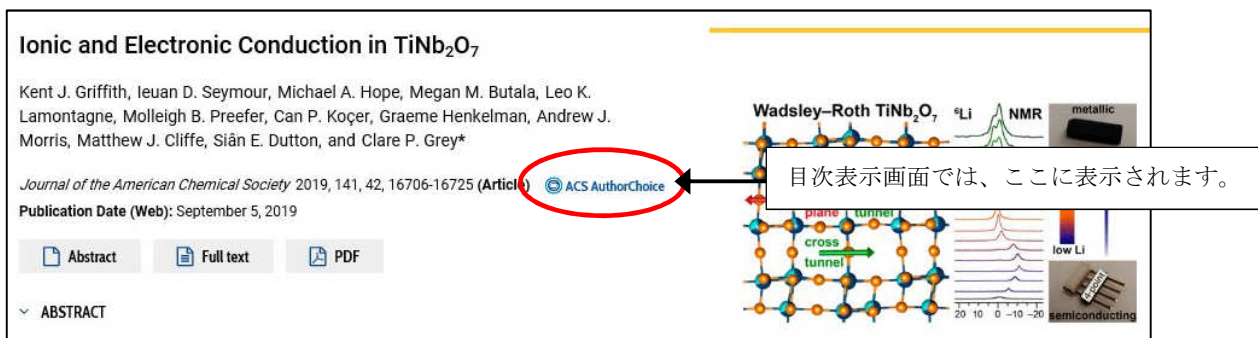 Ionic and Electronic Conduction in TiNb₂O₇
Kent J. Griffith, Ieuan D. Seymour, Michael A. Hope, Megan M. Butala, Leo K.
Lamontagne, Molleigh B. Preefer, Can P. Koçer, Graeme Henkelman, Andrew J.
Morris, Matthew J. Cliffe, Siân E. Dutton, and Clare P. Grey*
Journal of the American Chemical Society 2019, 141, 42, 16706-16725 (Article) ACS AuthorChoice
Publication Date (Web): September 5, 2019
Abstract Full text PDF
ABSTRACT
Wadsley–Roth TiNb₂O₇ ⁶Li NMR metallic
目次表示画面では、ここに表示されます。
plane tunnel
cross
tunnel
low Li
4-point
semiconducting
20 10 0 -10 -20